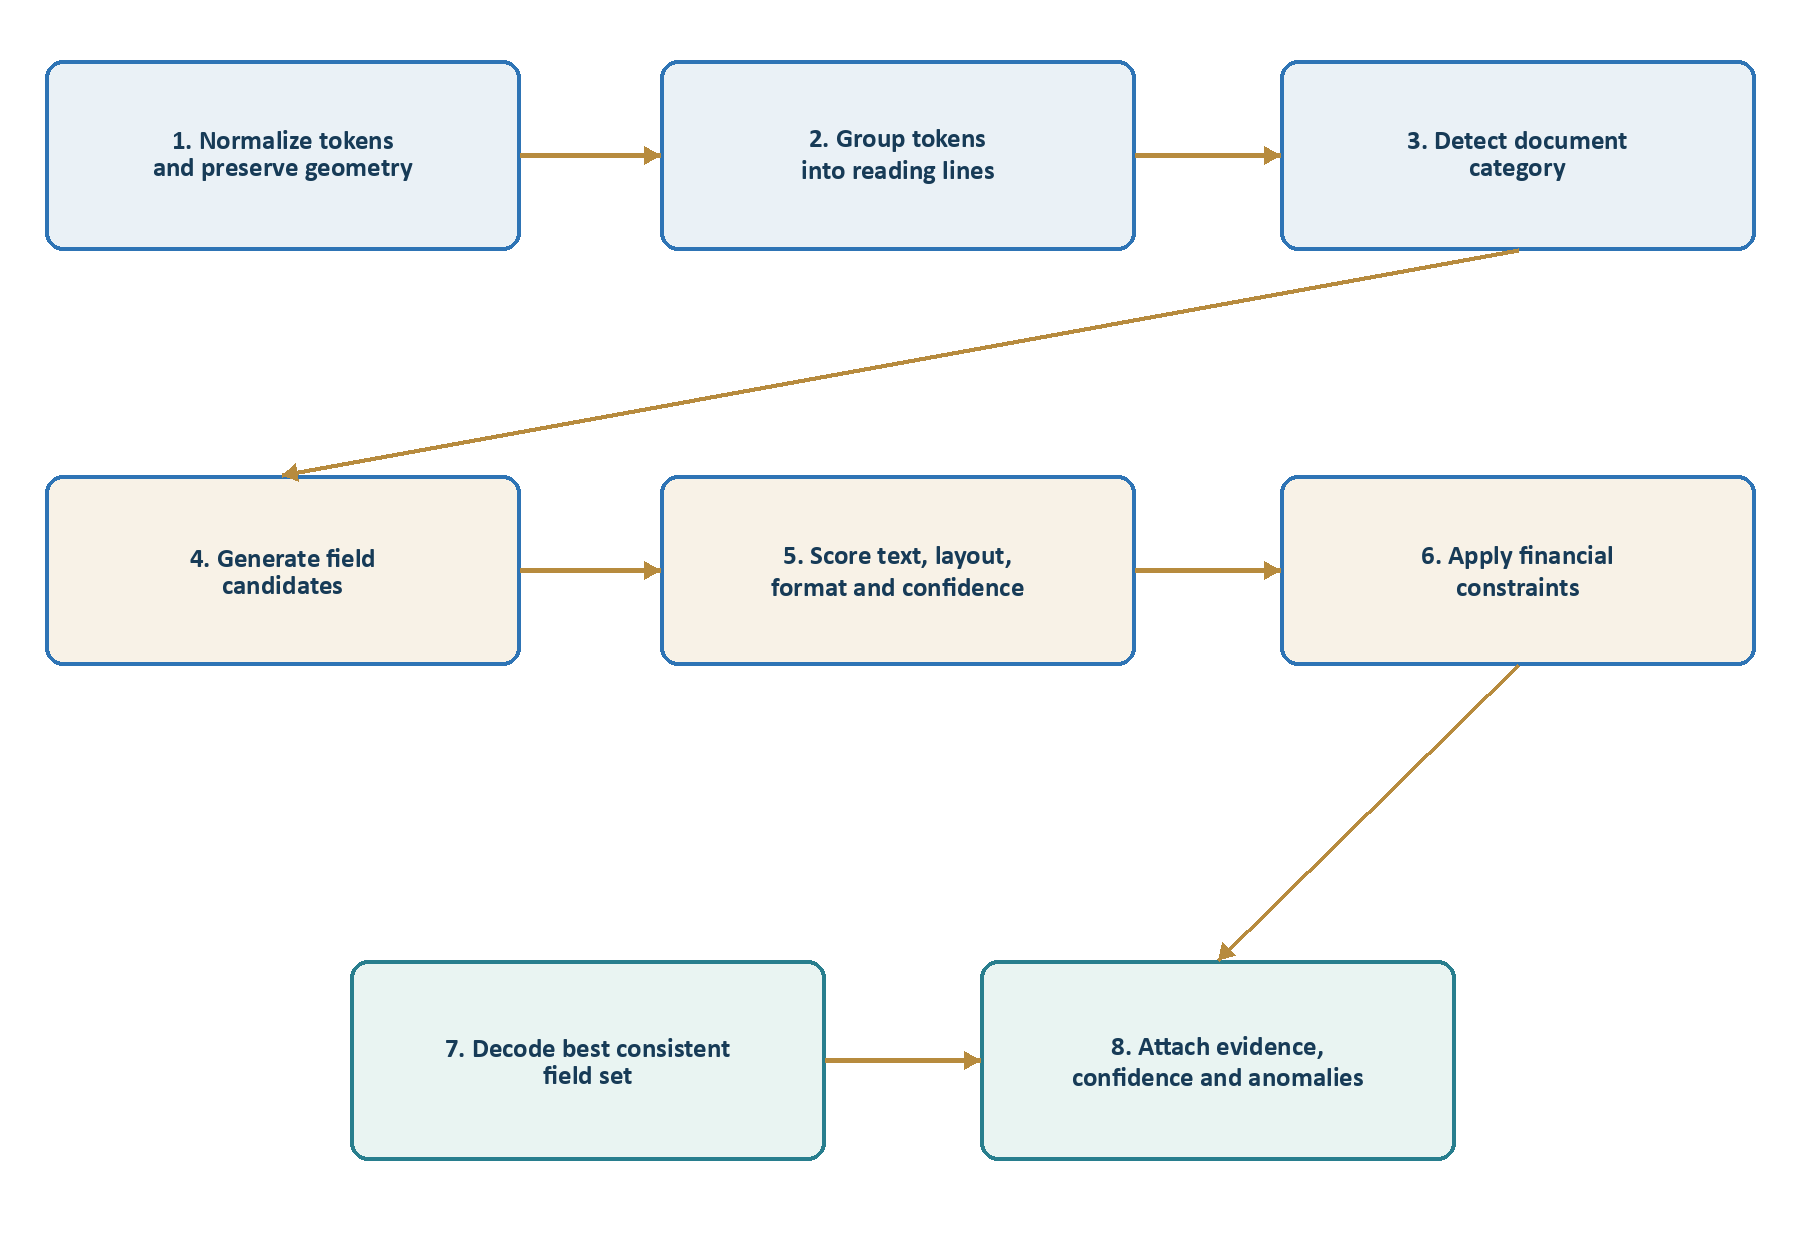 1. Normalize tokens
and preserve geometry
2. Group tokens
into reading lines
3. Detect document
category
4. Generate field
candidates
5. Score text, layout,
format and confidence
6. Apply financial
constraints
7. Decode best consistent
field set
8. Attach evidence,
confidence and anomalies